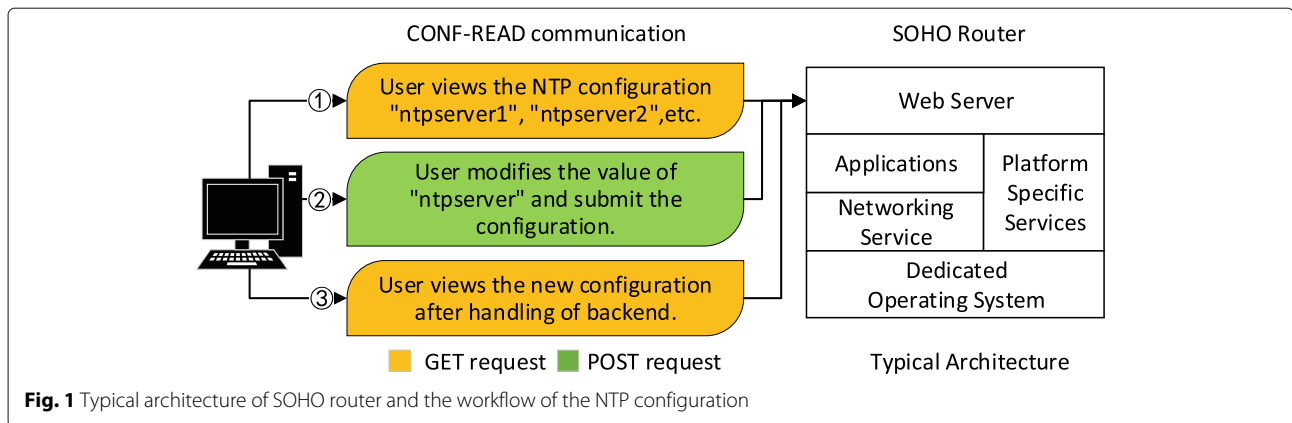 CONF-READ communication
SOHO Router
① User views the NTP configuration
"ntpserver1", "ntpserver2",etc.
② User modifies the value of
"ntpserver" and submit the
configuration.
③ User views the new configuration
after handling of backend.
Web Server
Applications
Platform
Specific
Services
Networking
Service
Dedicated
Operating System
GET request
POST request
Typical Architecture
Fig. 1 Typical architecture of SOHO router and the workflow of the NTP configuration